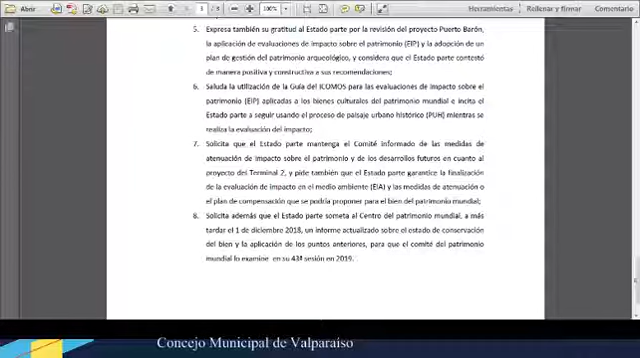 Abrir
1 / 3
100%
Herramientas
Rellenar y firmar
Comentario
5. Expresa también su gratitud al Estado parte por la revisión del proyecto Puerto Barón,
la aplicación de evaluaciones de impacto sobre el patrimonio (EIP) y la adopción de un
plan de gestión del patrimonio arqueológico, y considera que el Estado parte contestó
de manera positiva y constructiva a sus recomendaciones;
6. Saluda la utilización de la Guía del ICOMOS para las evaluaciones de impacto sobre el
patrimonio (EIP) aplicadas a los bienes culturales del patrimonio mundial e incita el
Estado parte a seguir usando el proceso de paisaje urbano histórico (PUH) mientras se
realiza la evaluación del impacto;
7. Solicita que el Estado parte mantenga el Comité informado de las medidas de
atenuación de impacto sobre el patrimonio y de los desarrollos futuros en cuanto al
proyecto del Terminal 2, y pide también que el Estado parte garantice la finalización
de la evaluación de impacto en el medio ambiente (EIA) y las medidas de atenuación o
el plan de compensación que se podría proponer para el bien del patrimonio mundial;
8. Solicita además que el Estado parte someta al Centro del patrimonio mundial, a más
tardar el 1 de diciembre 2018, un informe actualizado sobre el estado de conservación
del bien y la aplicación de los puntos anteriores, para que el comité del patrimonio
mundial lo examine en su 43ª sesión en 2019.
Concejo Municipal de Valparaíso